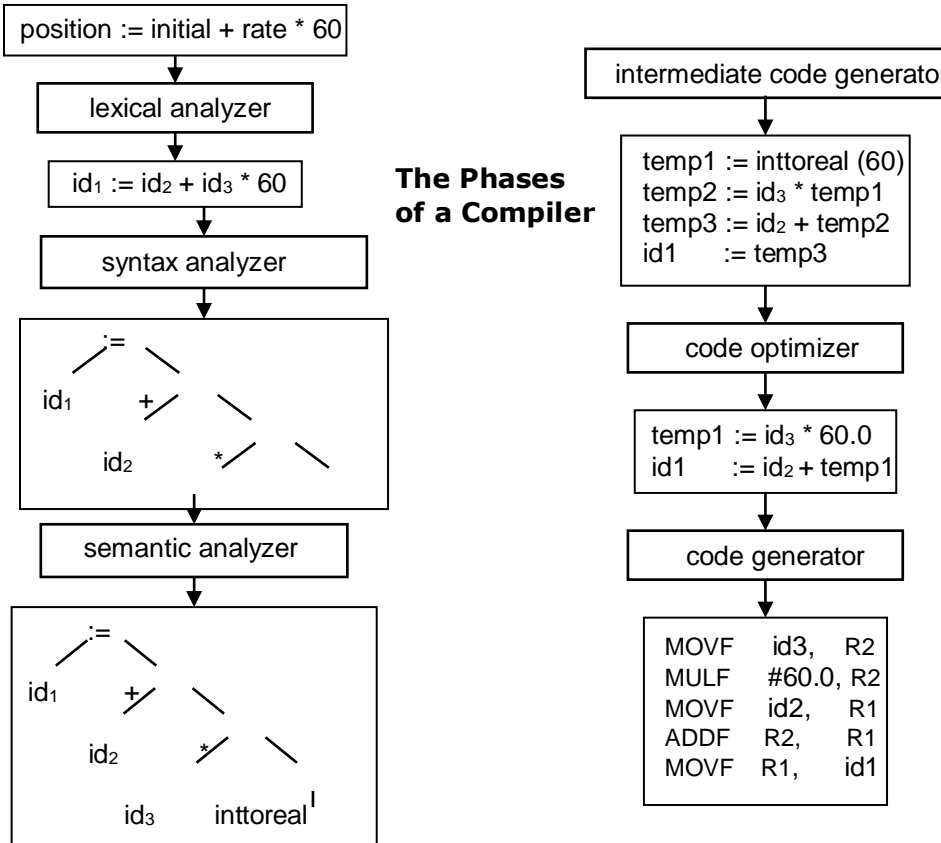 position := initial + rate * 60
lexical analyzer
id₁ := id₂ + id₃ * 60
syntax analyzer
:=
id₁ +
id₂ *
semantic analyzer
:=
id₁ +
id₂ *
id₃ inttoreal
The Phases
of a Compiler
intermediate code generato
temp1 := inttoreal (60)
temp2 := id₃ * temp1
temp3 := id₂ + temp2
id1 := temp3
code optimizer
temp1 := id₃ * 60.0
id1 := id₂ + temp1
code generator
MOVF id3, R2
MULF #60.0, R2
MOVF id2, R1
ADDF R2, R1
MOVF R1, id1